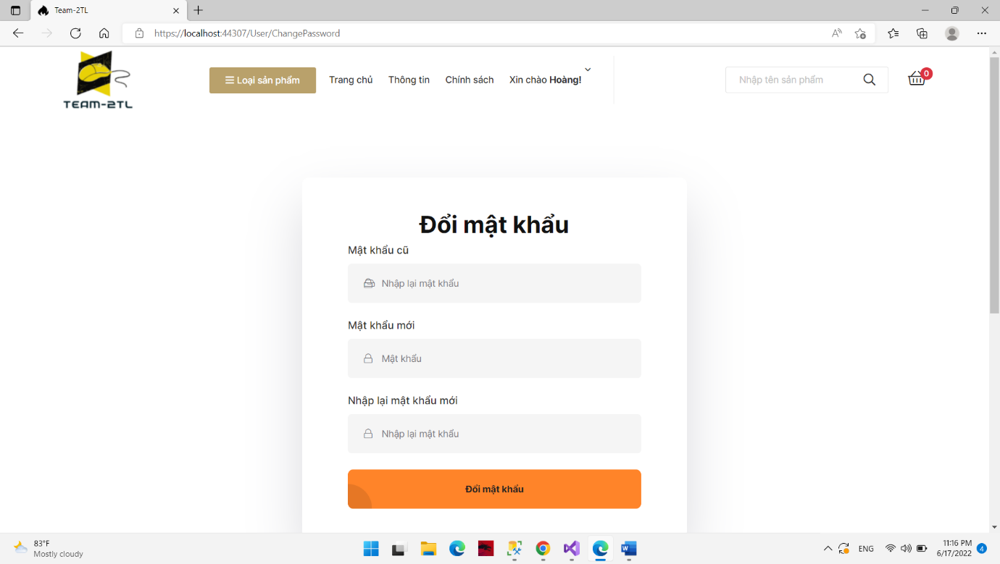 Team-2TL
https://localhost:44307/User/ChangePassword
TEAM-2TL
Loại sản phẩm
Trang chủ
Thông tin
Chính sách
Xin chào Hoàng!
Nhập tên sản phẩm
0
Đổi mật khẩu
Mật khẩu cũ
Nhập lại mật khẩu
Mật khẩu mới
Mật khẩu
Nhập lại mật khẩu mới
Nhập lại mật khẩu
Đổi mật khẩu
83°F
Mostly cloudy
ENG
11:16 PM
6/17/2022
4